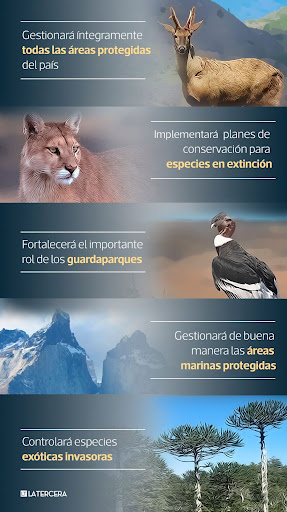 Gestionará íntegramente
todas las áreas protegidas
del país
Implementará planes de
conservación para
especies en extinción
Fortalecerá el importante
rol de los guardaparques
Gestionará de buena
manera las áreas
marinas protegidas
Controlará especies
exóticas invasoras
LATERCERA